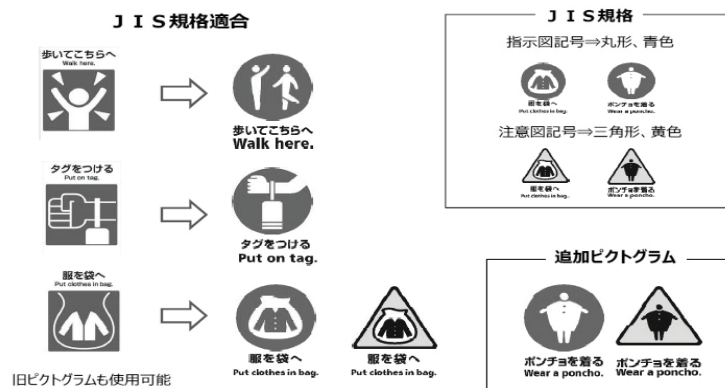 ＪＩＳ規格適合
歩いてこちらへ
Walk here.
歩いてこちらへ
Walk here.
タグをつける
Put on tag.
タグをつける
Put on tag.
服を袋へ
Put clothes in bag.
服を袋へ
Put clothes in bag.
服を袋へ
Put clothes in bag.
旧ピクトグラムも使用可能
ＪＩＳ規格
指示図記号⇒丸形、青色
服を袋へ
Put clothes in bag.
ポンチョを着る
Wear a poncho.
注意図記号⇒三角形、黄色
服を袋へ
Put clothes in bag.
ポンチョを着る
Wear a poncho.
追加ピクトグラム
ポンチョを着る
Wear a poncho.
ポンチョを着る
Wear a poncho.